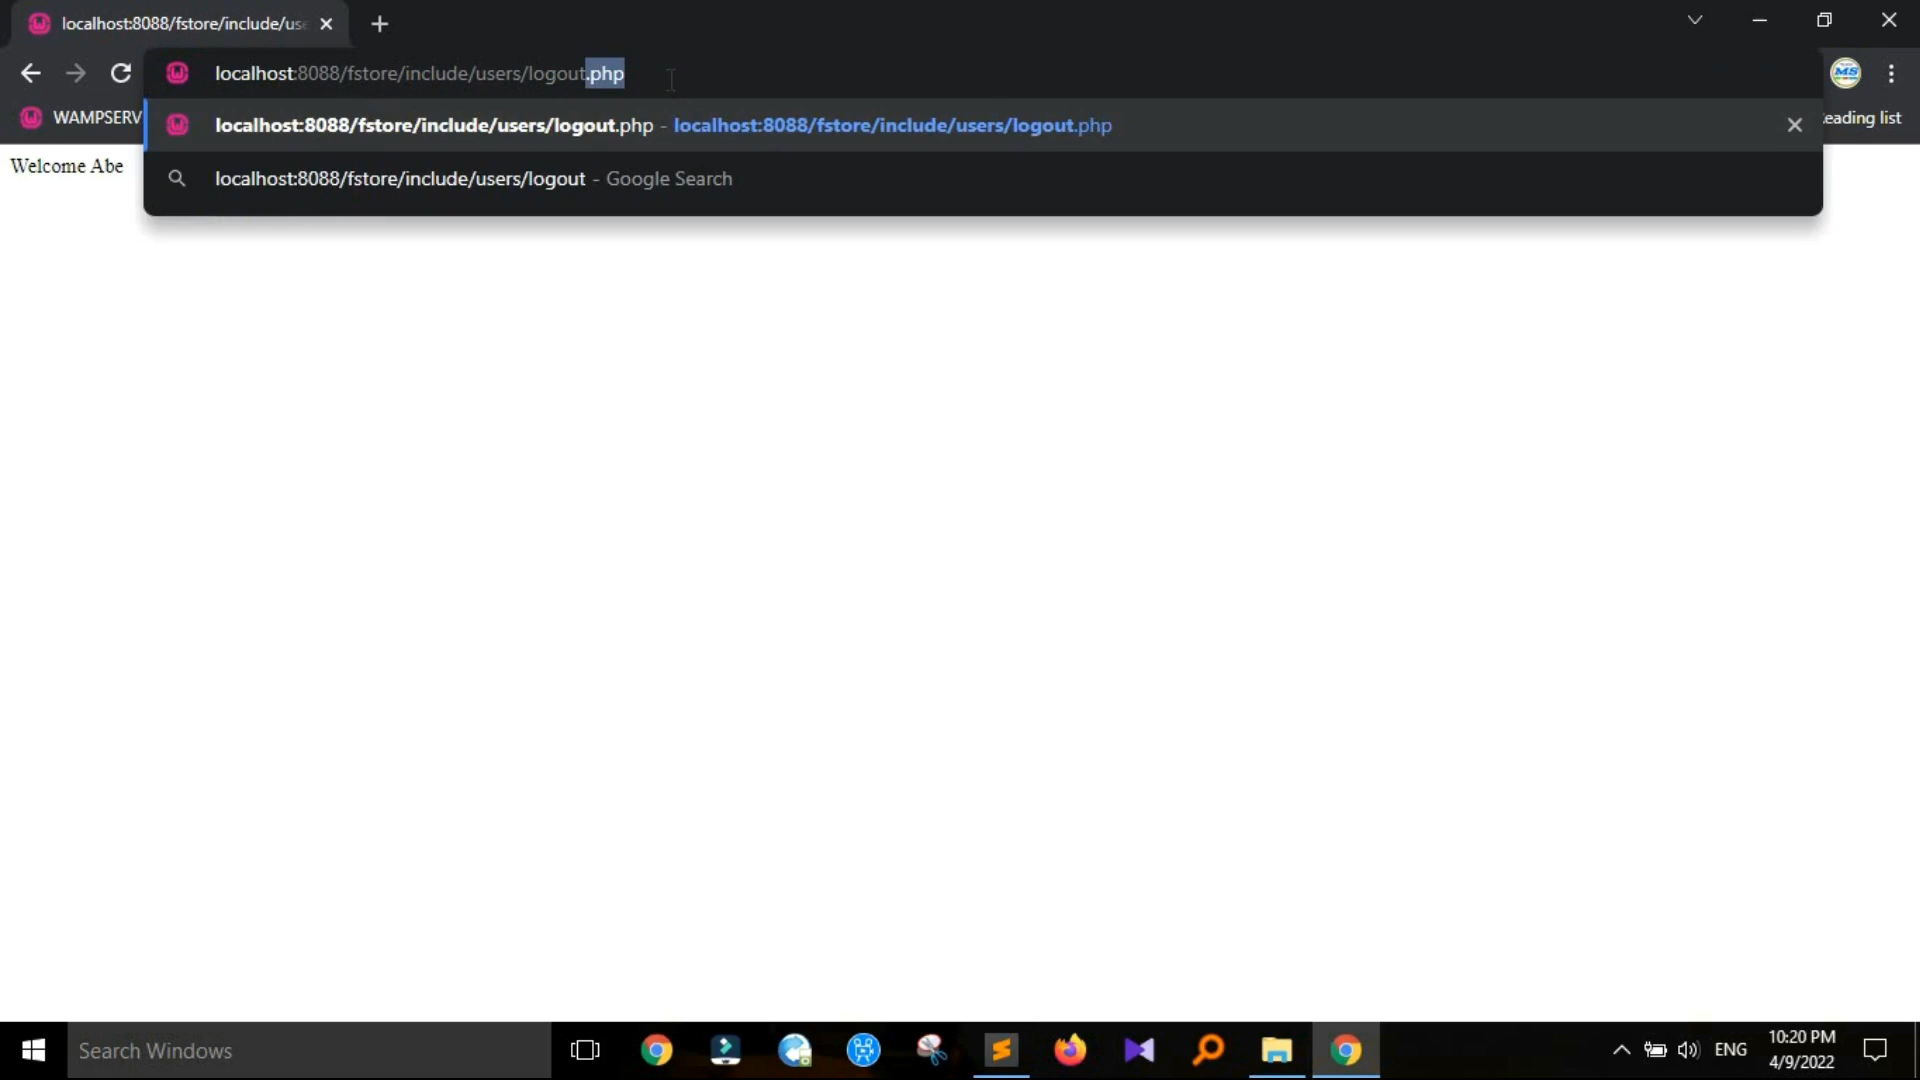 localhost:8088/fstore/include/use
localhost:8088/fstore/include/users/logout.php
MS
WAMPSERV
localhost:8088/fstore/include/users/logout.php - localhost:8088/fstore/include/users/logout.php
eading list
Welcome Abe
localhost:8088/fstore/include/users/logout - Google Search
Search Windows
ENG
10:20 PM
4/9/2022